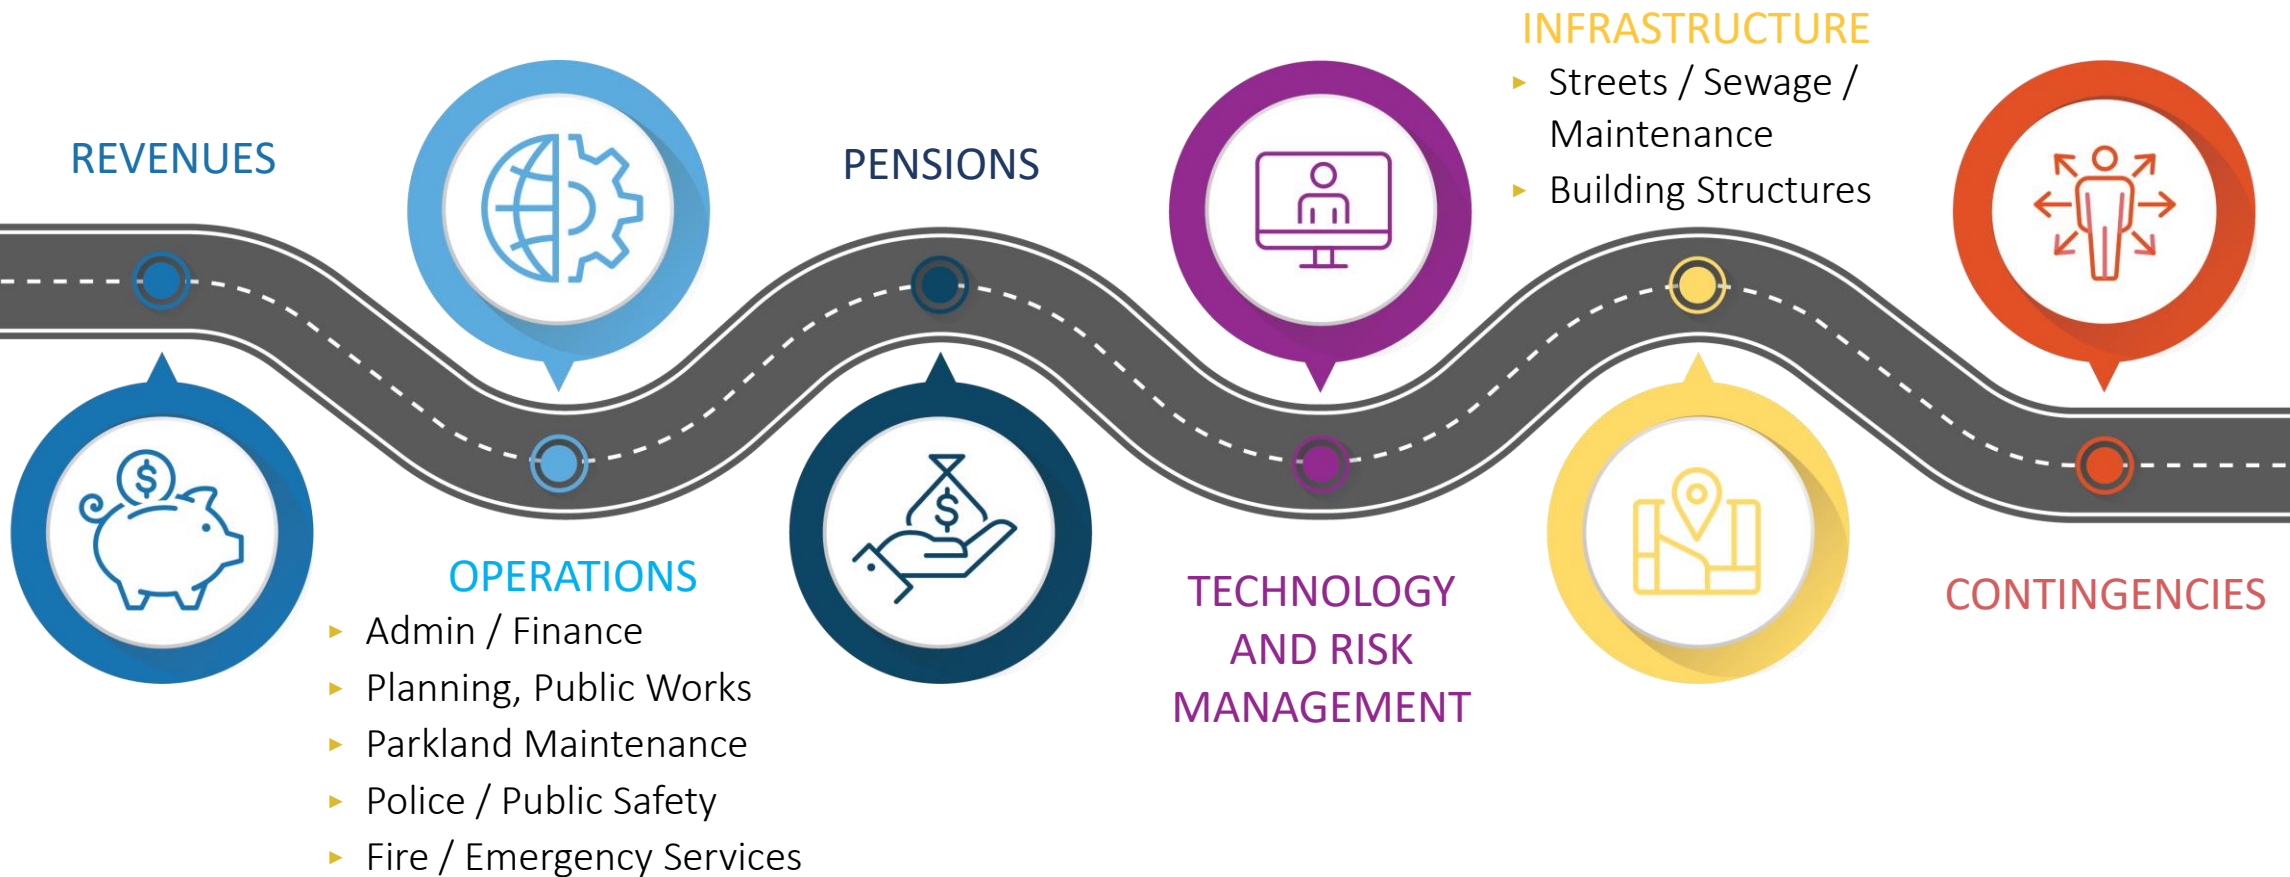 REVENUES
OPERATIONS
▸ Admin / Finance
▸ Planning, Public Works
▸ Parkland Maintenance
▸ Police / Public Safety
▸ Fire / Emergency Services
PENSIONS
TECHNOLOGY
AND RISK
MANAGEMENT
INFRASTRUCTURE
▸ Streets / Sewage /
Maintenance
▸ Building Structures
CONTINGENCIES
$
$